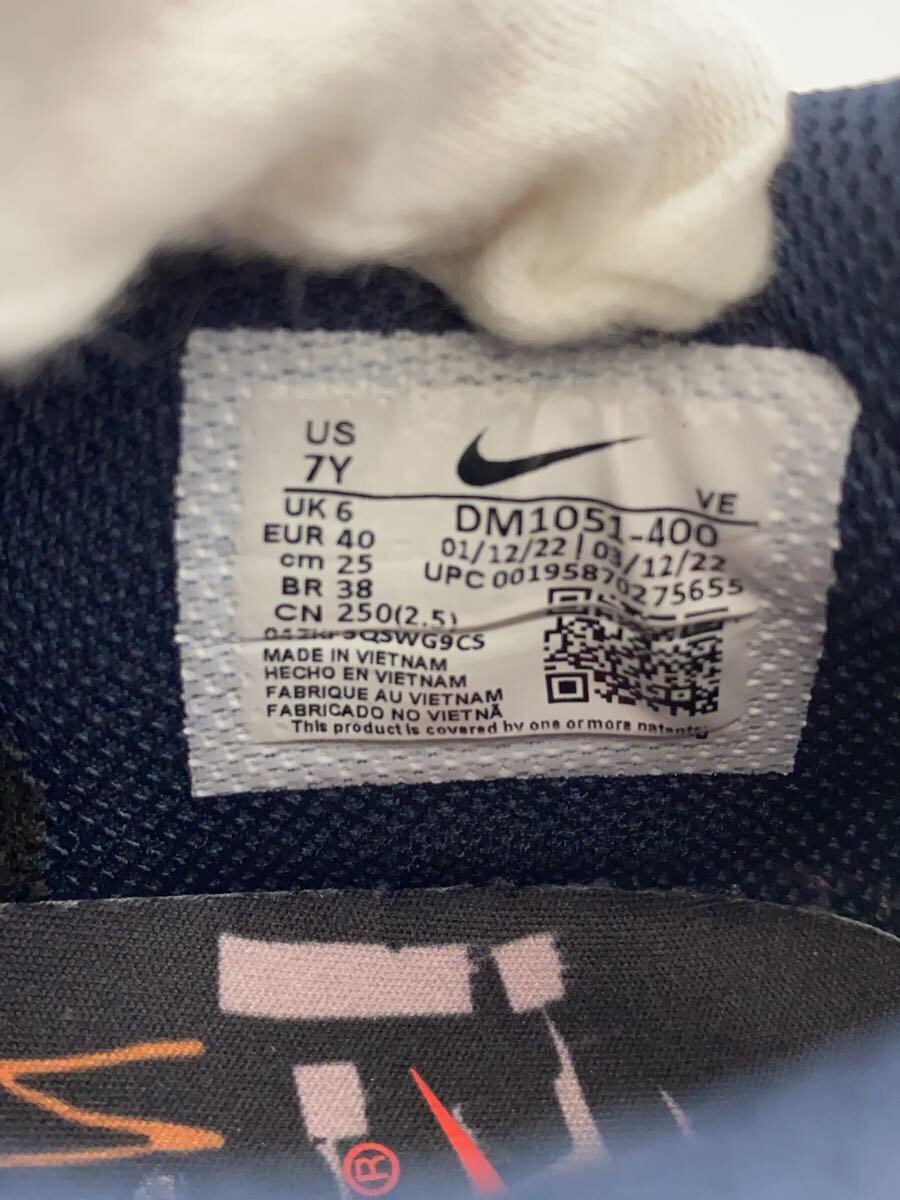 US
7Y
VE
UK 6
EUR 40
cm 25
BR 38
CN 250(2.5)
DM1051-400
01/12/22 | 03/12/22
UPC 00195870275655
MADE IN VIETNAM
HECHO EN VIETNAM
FABRIQUE AU VIETNAM
FABRICADO NO VIETNÃ
This product is covered by one or more patents
®